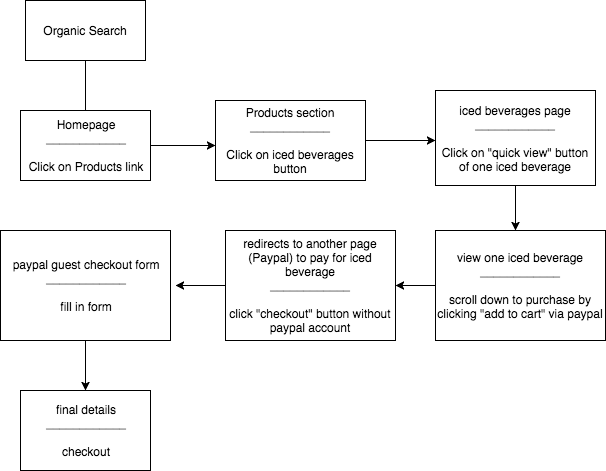 Organic Search
Homepage
Click on Products link
Products section
Click on iced beverages
button
iced beverages page
Click on "quick view" button
of one iced beverage
view one iced beverage
scroll down to purchase by
clicking "add to cart" via paypal
redirects to another page
(Paypal) to pay for iced
beverage
click "checkout" button without
paypal account
paypal guest checkout form
fill in form
final details
checkout